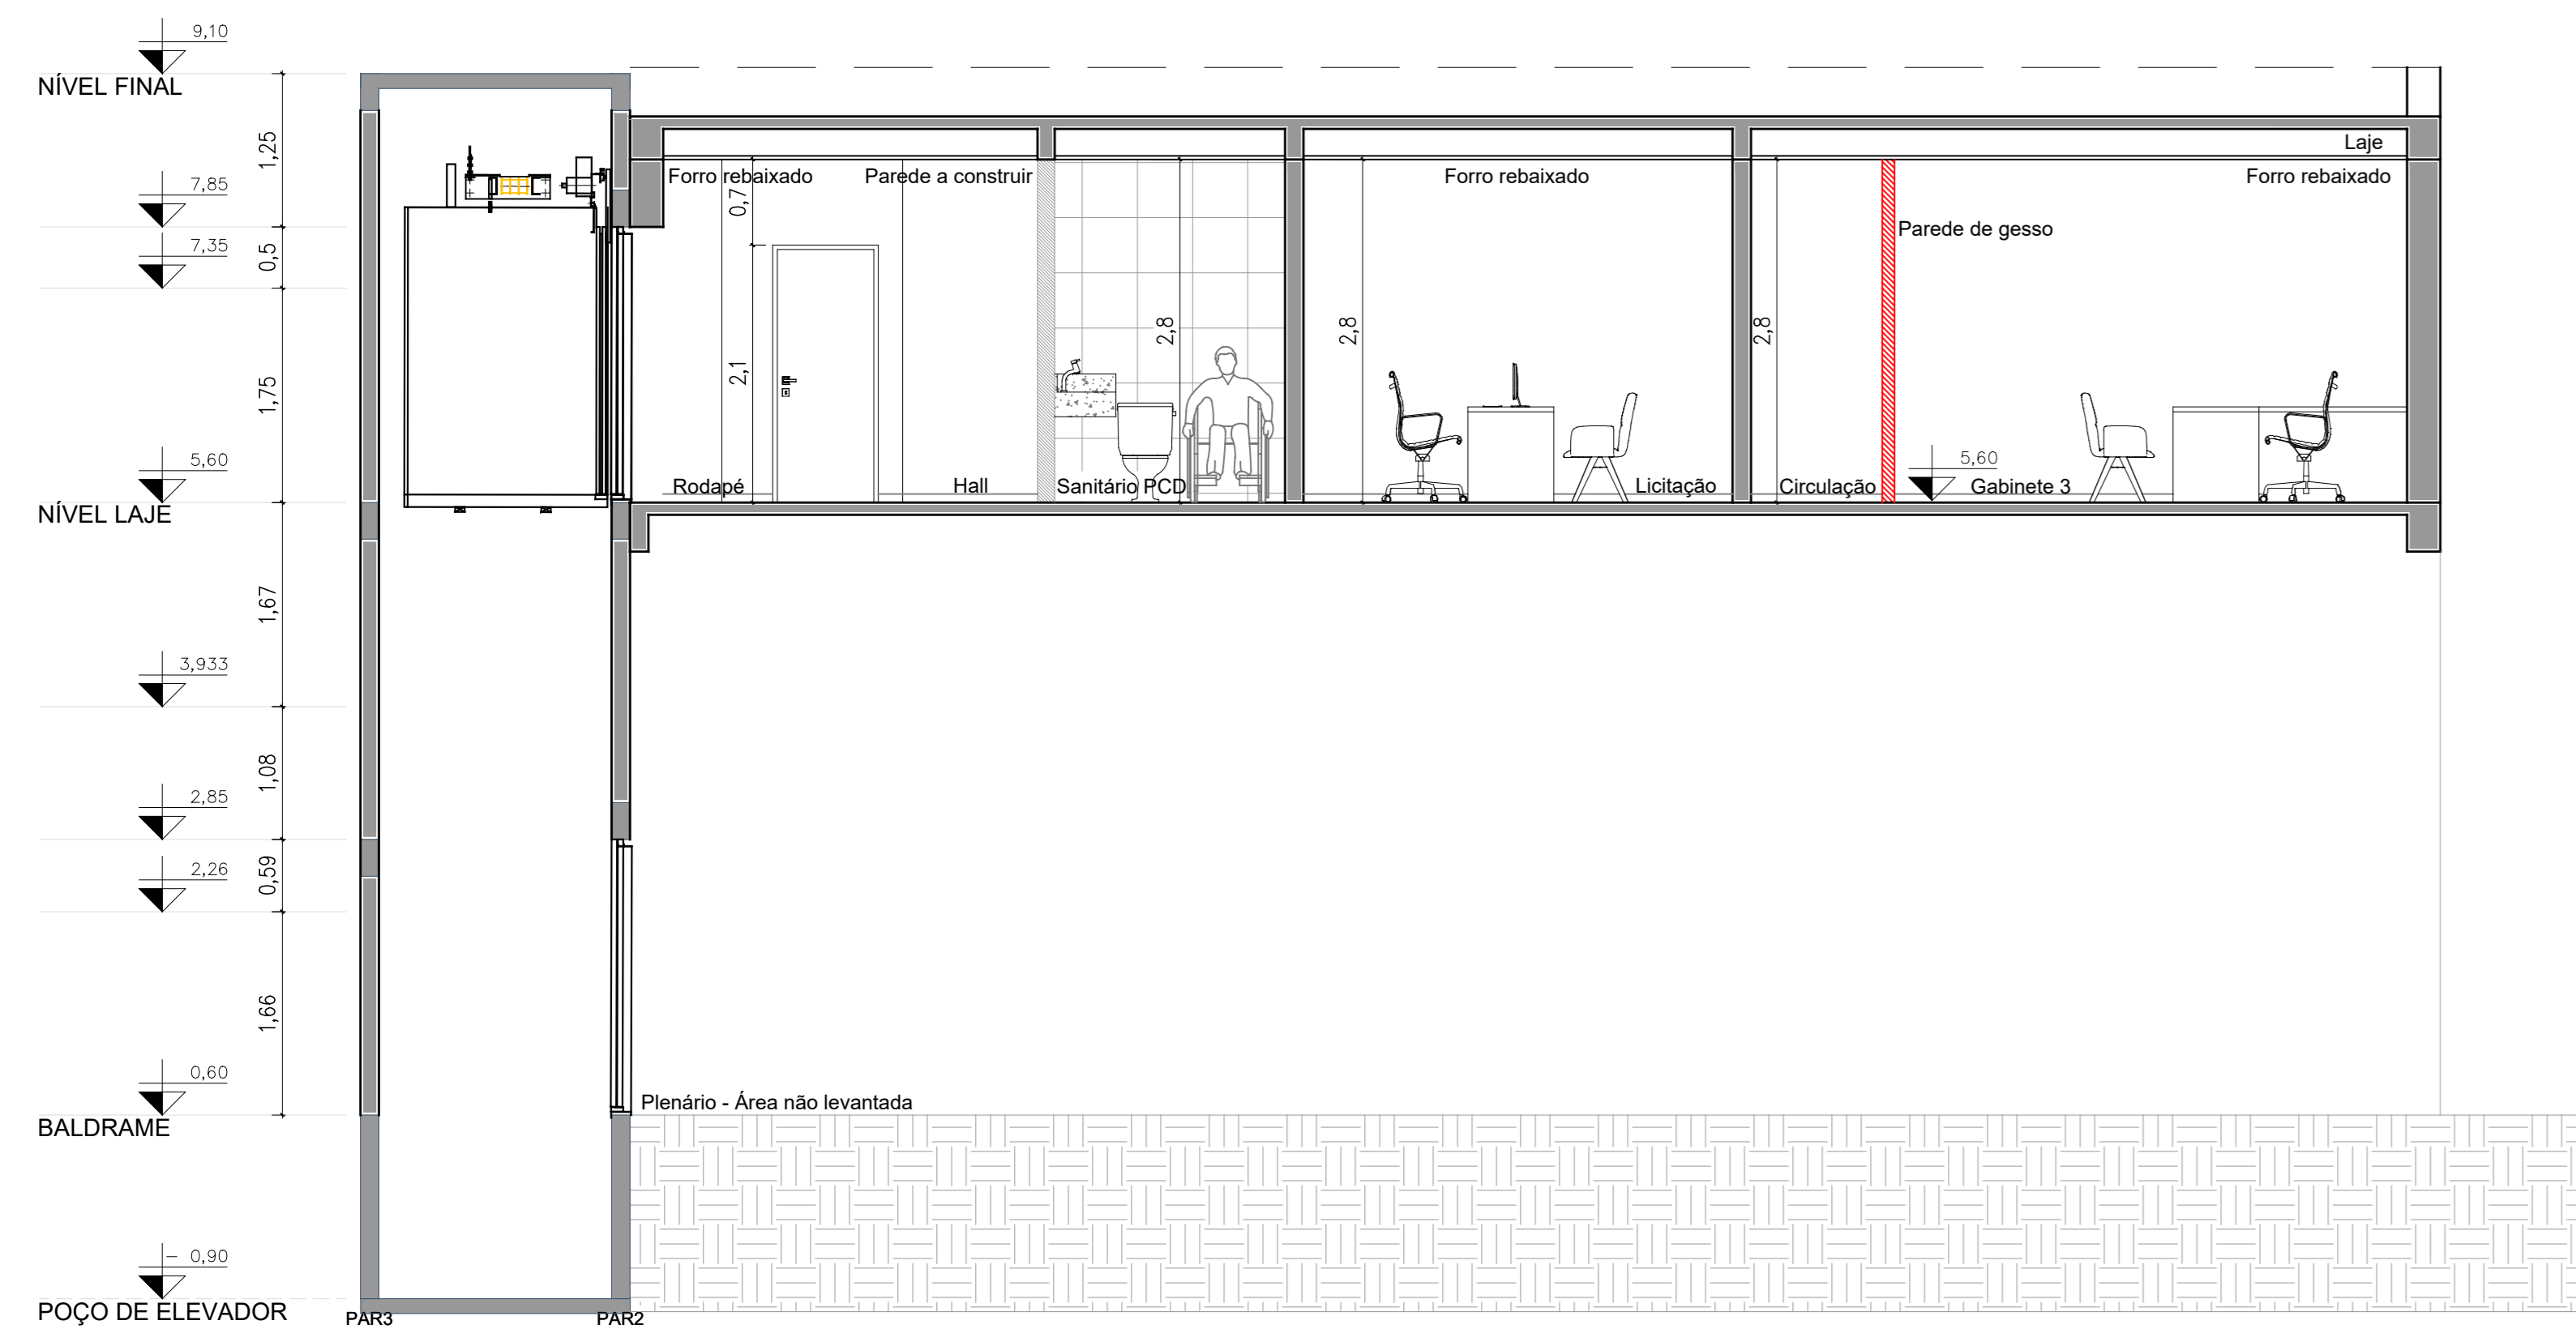 9,10
NÍVEL FINAL
1,25
Laje
Forro rebaixado
Parede a construir
Forro rebaixado
Forro rebaixado
7,85
0,7
Parede de gesso
7,35
0,5
2,8
2,8
2,8
2,1
1,75
5,60
5,60
Rodapé
Hall
Sanitário PCD
Licitação
Circulação
Gabinete 3
NÍVEL LAJE
1,67
3,933
1,08
2,85
2,26
0,59
1,66
0,60
Plenário - Área não levantada
BALDRAME
- 0,90
POÇO DE ELEVADOR
PAR3
PAR2